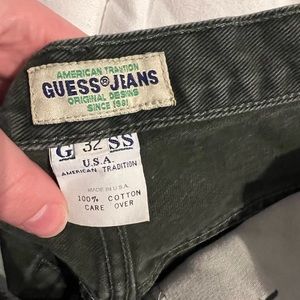 AMERICAN TRADITION
GUESS®JEANS
ORIGINAL DESIGNS
SINCE 1981
G 32 SS
U.S.A.
AMERICAN TRADITION
MADE IN U.S.A.
100% COTTON
CARE OVER